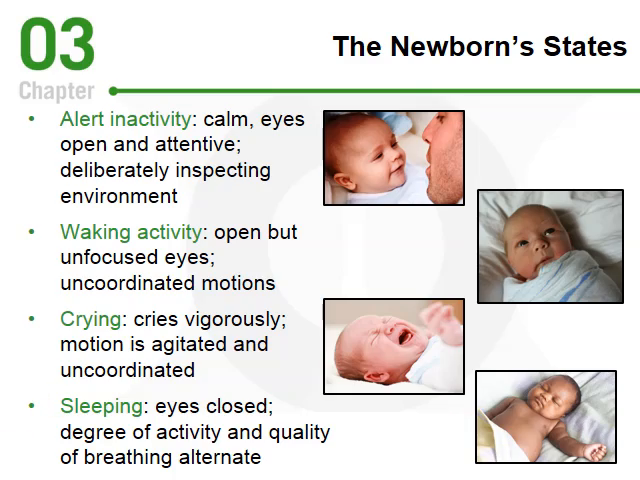 03
Chapter
The Newborn’s States
• Alert inactivity: calm, eyes
open and attentive;
deliberately inspecting
environment
• Waking activity: open but
unfocused eyes;
uncoordinated motions
• Crying: cries vigorously;
motion is agitated and
uncoordinated
• Sleeping: eyes closed;
degree of activity and quality
of breathing alternate